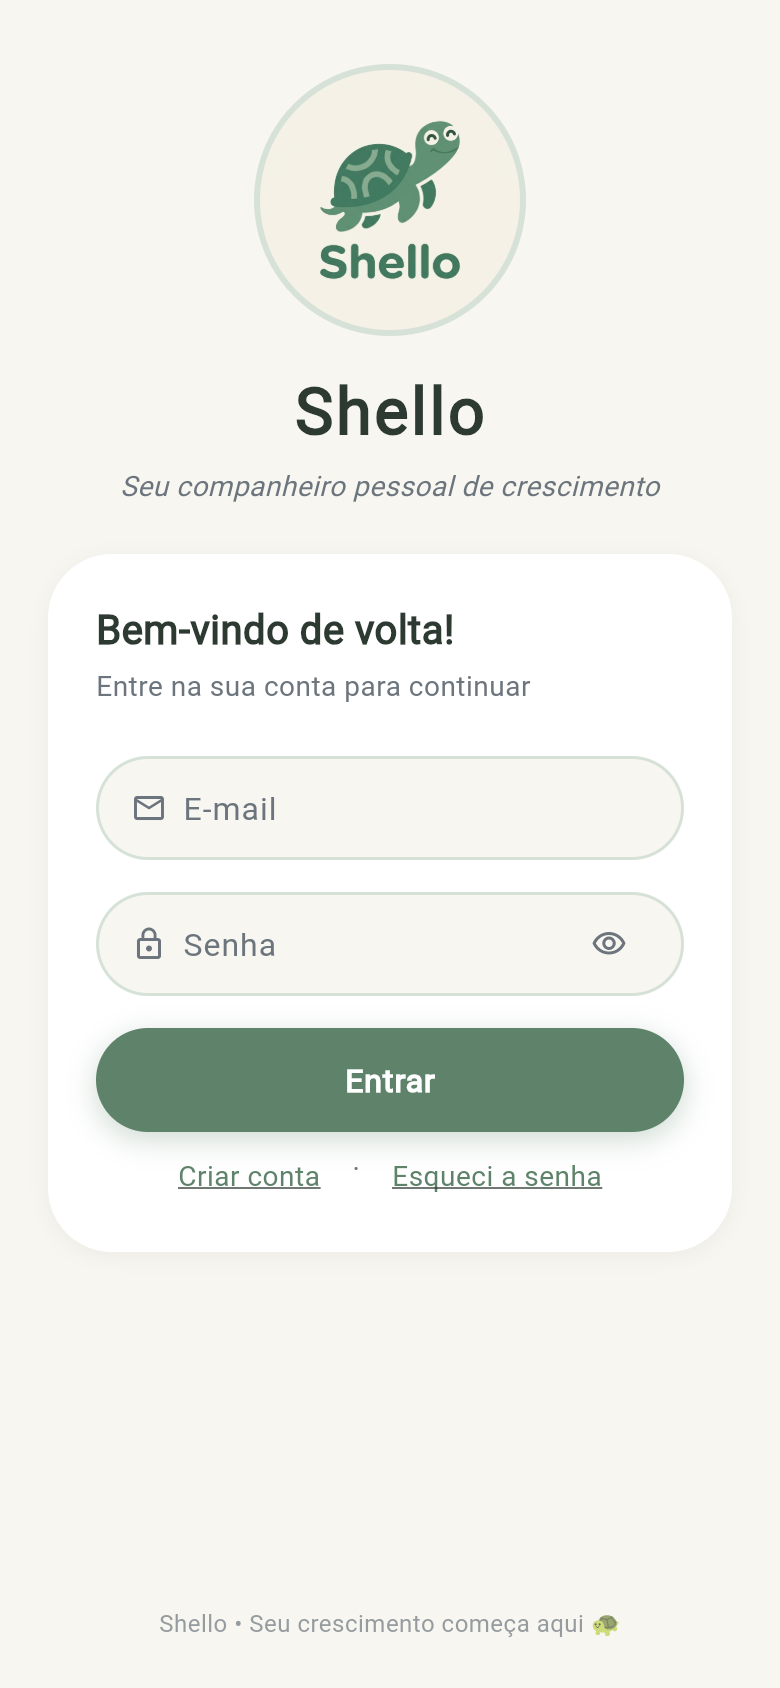 Shello
Shello
Seu companheiro pessoal de crescimento
Bem-vindo de volta!
Entre na sua conta para continuar
E-mail
Senha
Entrar
Criar conta · Esqueci a senha
Shello • Seu crescimento começa aqui 🐢